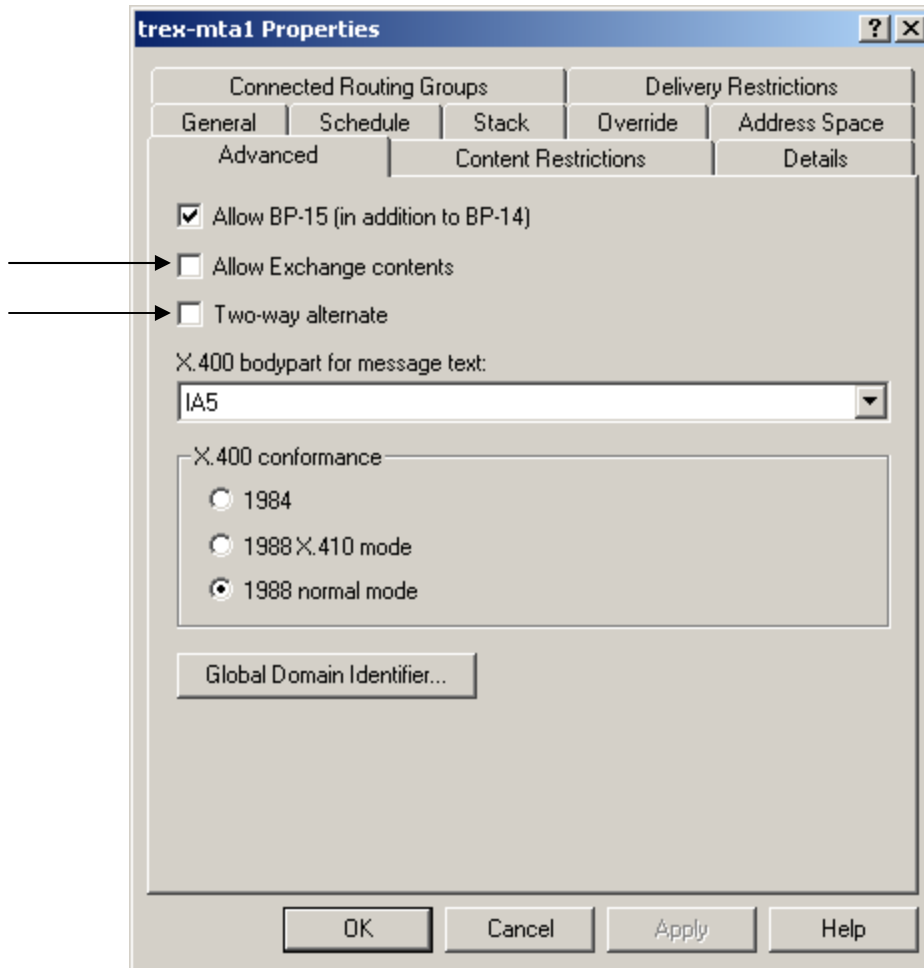 trex-mta1 Properties
Connected Routing Groups Delivery Restrictions
General Schedule Stack Override Address Space
Advanced Content Restrictions Details
Allow BP-15 (in addition to BP-14)
Allow Exchange contents
Two-way alternate
X.400 bodypart for message text:
IA5
X.400 conformance
1984
1988 X.410 mode
1988 normal mode
Global Domain Identifier...
OK Cancel Apply Help